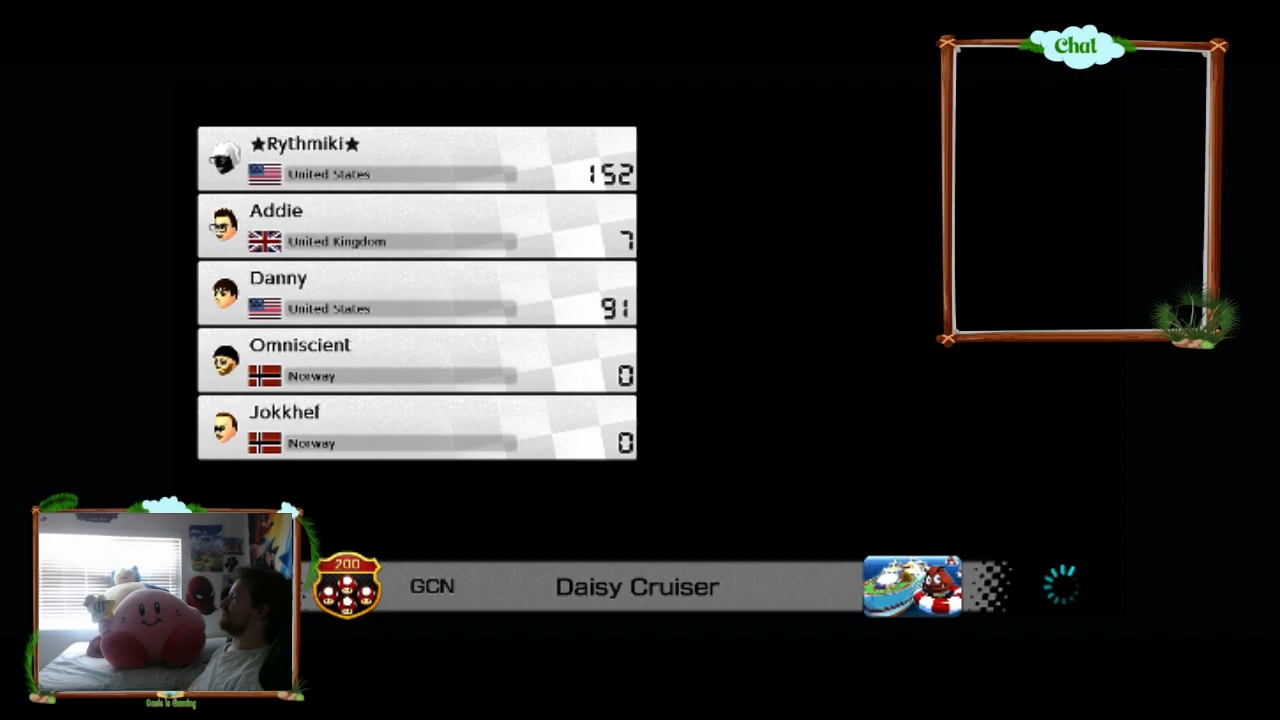 Chat
★Rythmiki★
United States
152
Addie
United Kingdom
7
Danny
United States
91
Omniscient
Norway
0
Jokkhef
Norway
0
200
GCN
Daisy Cruiser